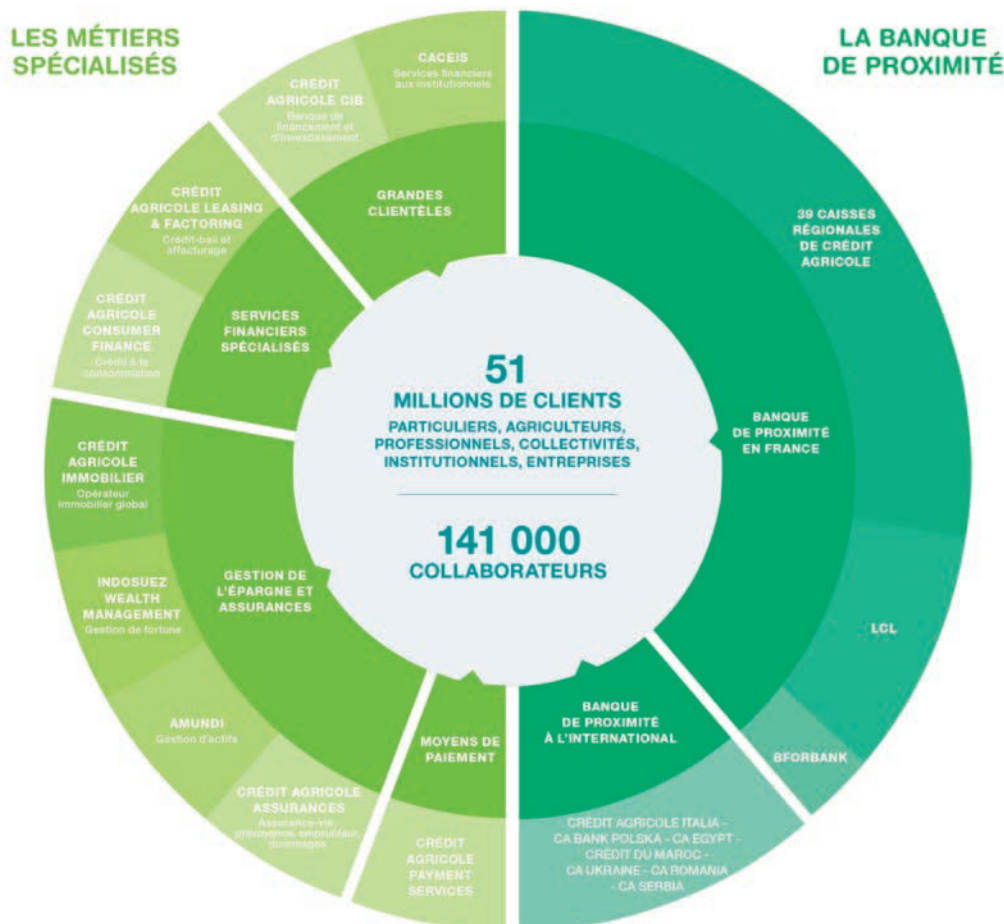 LES MÉTIERS
SPÉCIALISÉS
LA BANQUE
DE PROXIMITÉ
CACEIS
Services financiers
aux institutionnels
CRÉDIT
AGRICOLE CIB
Banque de
financement et
d'investissement
GRANDES
CLIENTÈLES
CRÉDIT
AGRICOLE LEASING
& FACTORING
Crédit-bail et
affacturage
CRÉDIT
AGRICOLE
CONSUMER
FINANCE
Crédit à la
consommation
SERVICES
FINANCIERS
SPÉCIALISÉS
39 CAISSES
RÉGIONALES
DE CRÉDIT
AGRICOLE
51
MILLIONS DE CLIENTS
PARTICULIERS, AGRICULTEURS,
PROFESSIONNELS, COLLECTIVITÉS,
INSTITUTIONNELS, ENTREPRISES
141 000
COLLABORATEURS
BANQUE
DE PROXIMITÉ
EN FRANCE
CRÉDIT
AGRICOLE
IMMOBILIER
Opérateur
immobilier global
INDOSUEZ
WEALTH
MANAGEMENT
Gestion de fortune
GESTION DE
L'ÉPARGNE ET
ASSURANCES
AMUNDI
Gestion d'actifs
CRÉDIT AGRICOLE
ASSURANCES
Assurance-vie,
prévoyance, emprunteur,
dommages
MOYENS DE
PAIEMENT
CRÉDIT
AGRICOLE
PAYMENT
SERVICES
BANQUE
DE PROXIMITÉ
À L'INTERNATIONAL
CRÉDIT AGRICOLE ITALIA -
CA BANK POLSKA - CA EGYPT -
CRÉDIT DU MAROC -
CA UKRAINE - CA ROMANIA
- CA SERBIA
LCL
BFORBANK